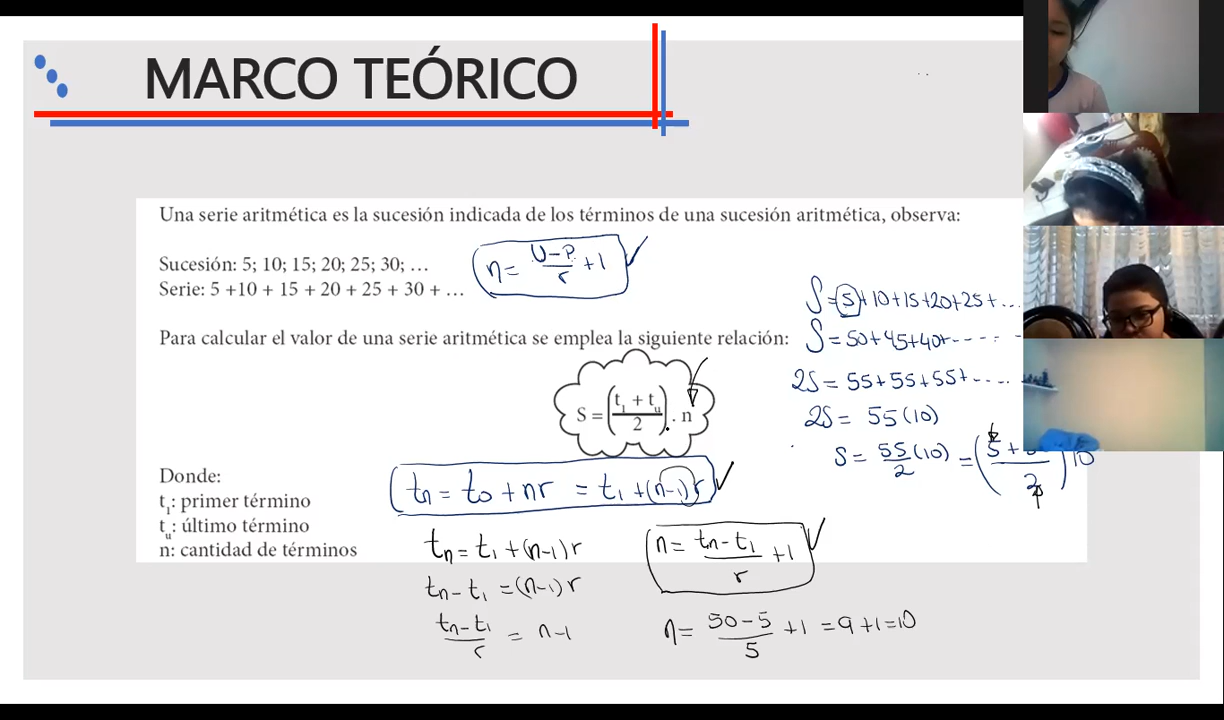 MARCO TEÓRICO
Una serie aritmética es la sucesión indicada de los términos de una sucesión aritmética, observa:
Sucesión: 5; 10; 15; 20; 25; 30; …
Serie: 5 +10 + 15 + 20 + 25 + 30 + …
n = (U-P)/r + 1
Para calcular el valor de una serie aritmética se emplea la siguiente relación:
S = ((t₁ + tᵤ)/2) . n
S = 5+10+15+20+25+....
S = 50+45+40+-----
2S = 55+55+55+-....
2S = 55(10)
S = 55/2 (10) = (5 + /2) 10
Donde:
t₁: primer término
tᵤ: último término
n: cantidad de términos
tn = t0 + nr = t₁ + (n-1)r
tn = t₁ + (n-1)r
tn - t₁ = (n-1)r
(tn - t₁)/r = n-1
n = (tn - t₁)/r + 1
n = (50-5)/5 + 1 = 9+1 = 10